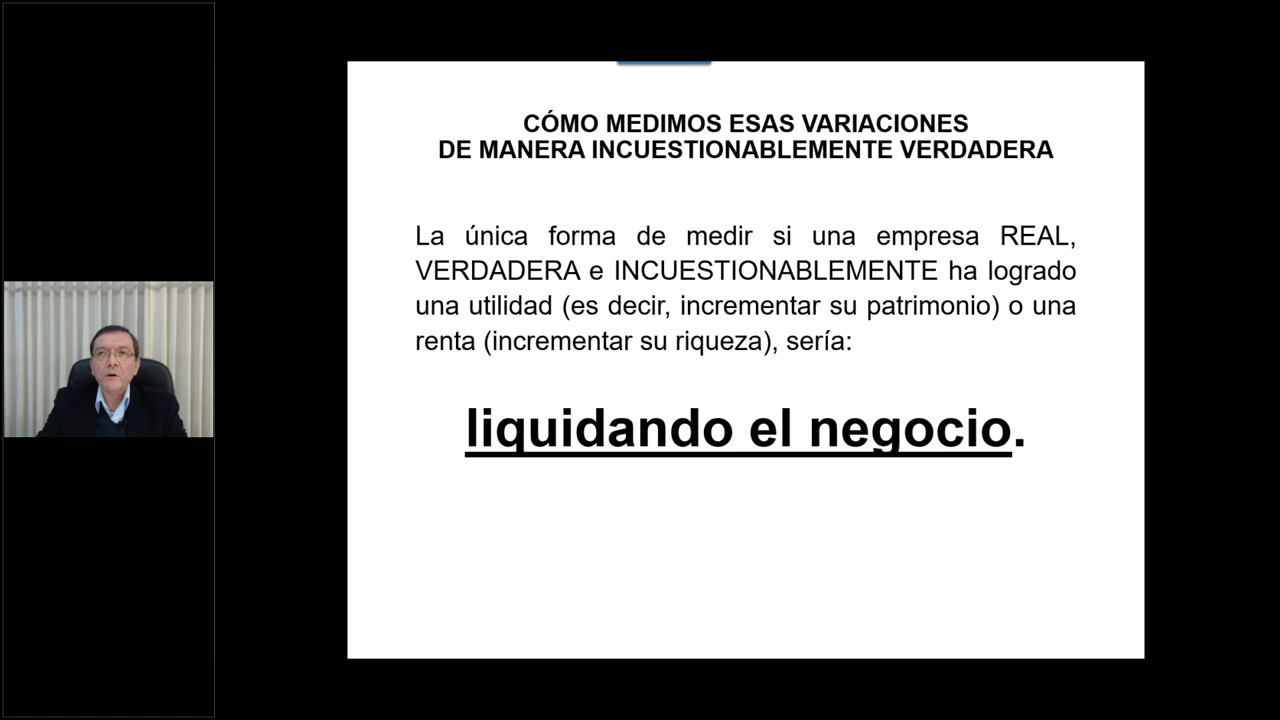 CÓMO MEDIMOS ESAS VARIACIONES
DE MANERA INCUESTIONABLEMENTE VERDADERA
La única forma de medir si una empresa REAL,
VERDADERA e INCUESTIONABLEMENTE ha logrado
una utilidad (es decir, incrementar su patrimonio) o una
renta (incrementar su riqueza), sería:
liquidando el negocio.